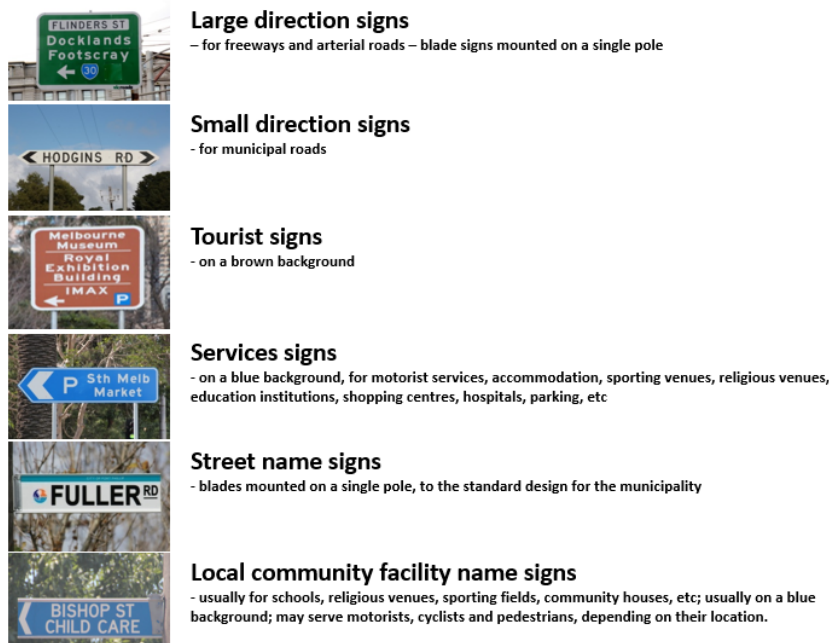 FLINDERS ST
Docklands
Footscray
30
Large direction signs
– for freeways and arterial roads – blade signs mounted on a single pole
HODGINS RD
Small direction signs
- for municipal roads
Melbourne
Museum
Royal
Exhibition
Building
IMAX
P
Tourist signs
- on a brown background
P Sth Melb
Market
Services signs
- on a blue background, for motorist services, accommodation, sporting venues, religious venues,
education institutions, shopping centres, hospitals, parking, etc
FULLER RD
Street name signs
- blades mounted on a single pole, to the standard design for the municipality
BISHOP ST
CHILD CARE
Local community facility name signs
- usually for schools, religious venues, sporting fields, community houses, etc; usually on a blue
background; may serve motorists, cyclists and pedestrians, depending on their location.